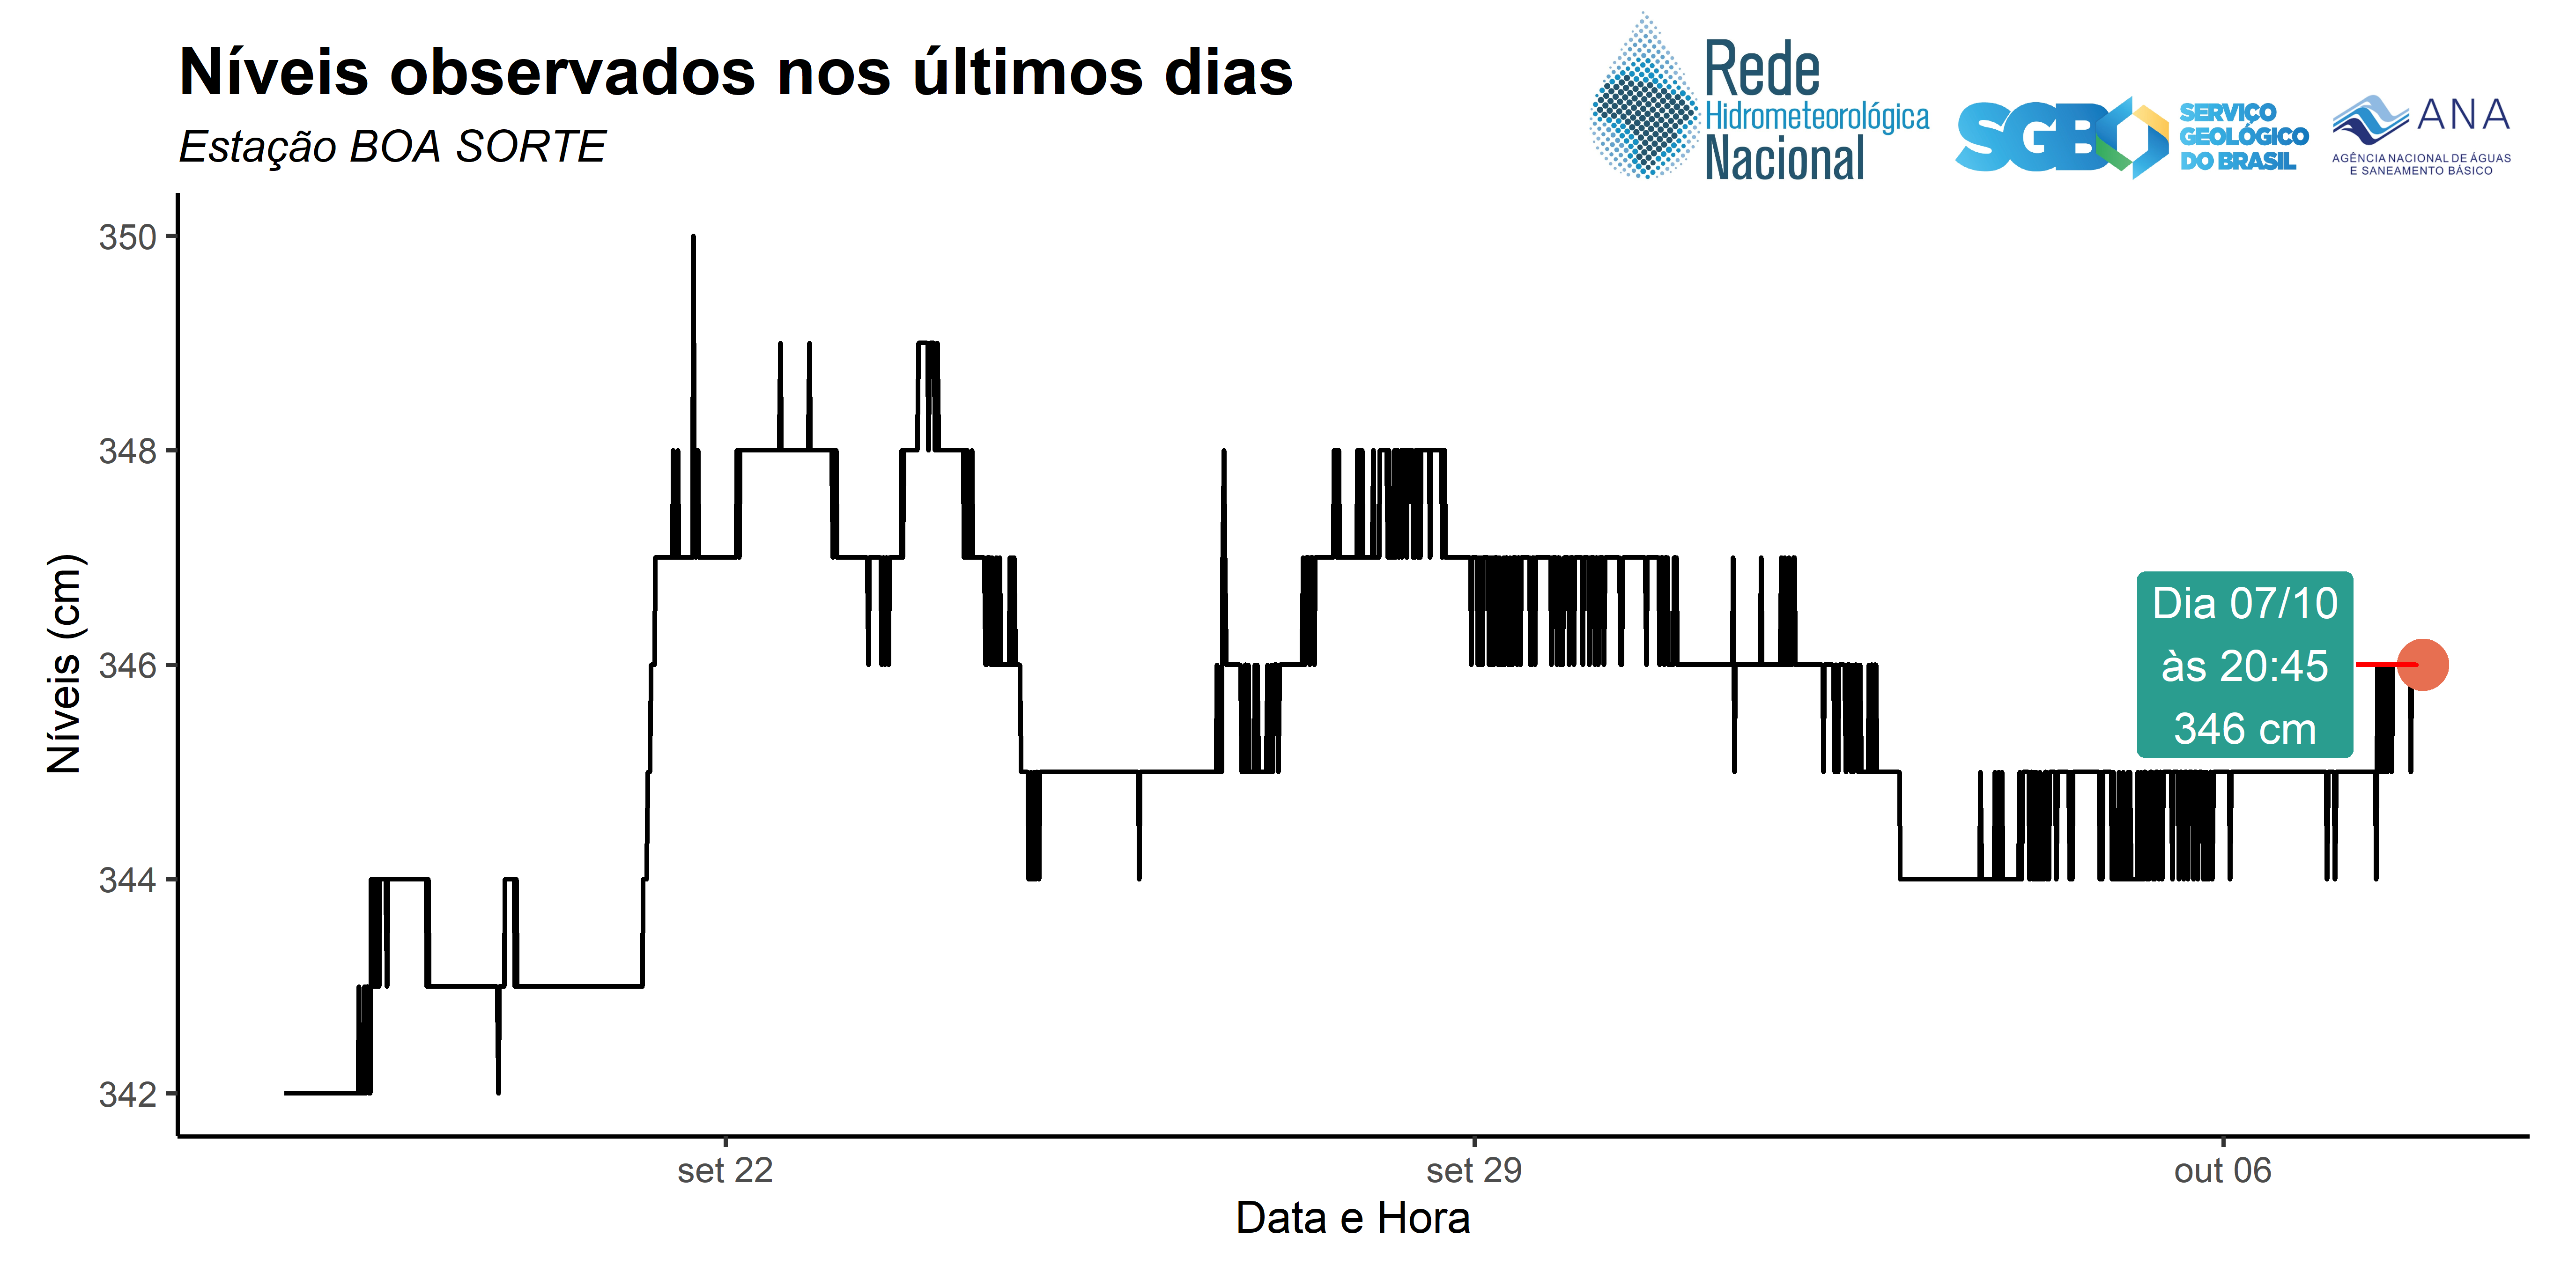 Níveis observados nos últimos dias
Estação BOA SORTE
Rede
Hidrometeorológica
Nacional
SGB
SERVIÇO
GEOLÓGICO
DO BRASIL
ANA
AGÊNCIA NACIONAL DE ÁGUAS
E SANEAMENTO BÁSICO
Níveis (cm)
350
348
346
344
342
Dia 07/10
às 20:45
346 cm
set 22
set 29
out 06
Data e Hora